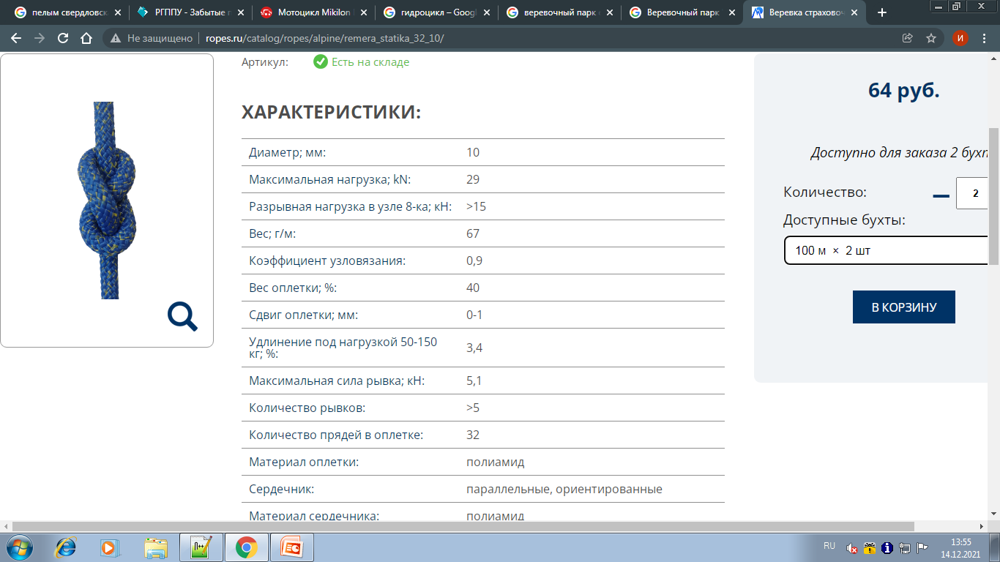 пелым свердловска
РГППУ - Забытые п
Мотоцикл Mikilon
гидроцикл – Googl
веревочный парк
Веревочный парк
Веревка страховоч
Не защищено
ropes.ru/catalog/ropes/alpine/remera_statika_32_10/
И
Артикул:
Есть на складе
ХАРАКТЕРИСТИКИ:
Диаметр; мм: 10
Максимальная нагрузка; kN: 29
Разрывная нагрузка в узле 8-ка; кН: >15
Вес; г/м: 67
Коэффициент узловязания: 0,9
Вес оплетки; %: 40
Сдвиг оплетки; мм: 0-1
Удлинение под нагрузкой 50-150
кг; %: 3,4
Максимальная сила рывка; кН: 5,1
Количество рывков: >5
Количество прядей в оплетке: 32
Материал оплетки: полиамид
Сердечник: параллельные, ориентированные
Материал сердечника: полиамид
64 руб.
Доступно для заказа 2 бухт
Количество:
2
Доступные бухты:
100 м × 2 шт
В КОРЗИНУ
RU
13:55
14.12.2021